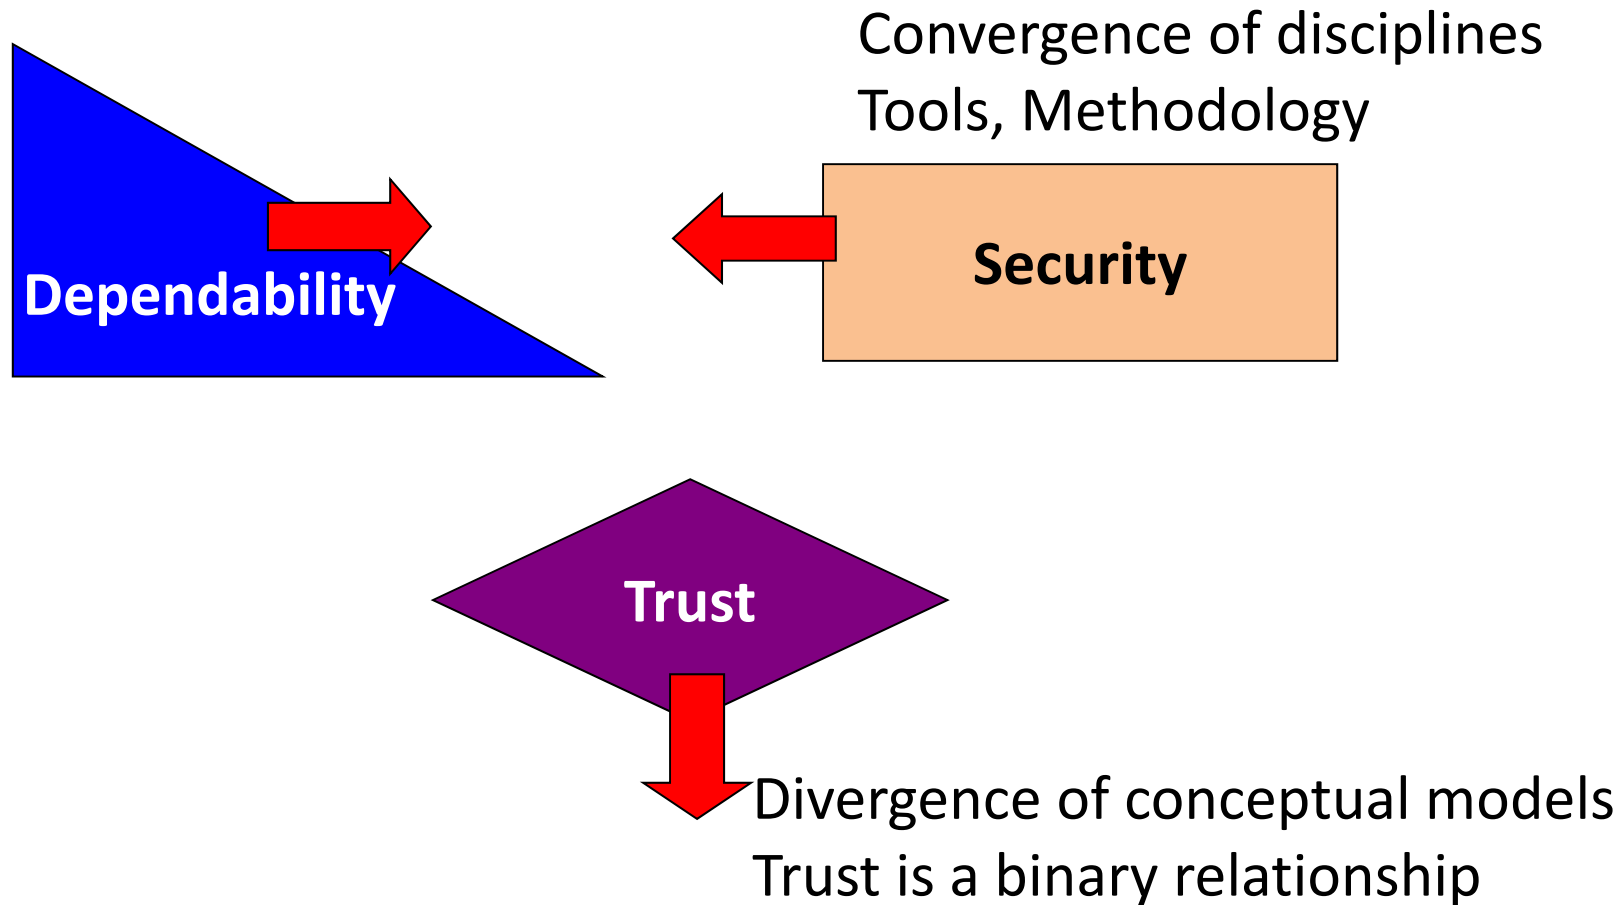 Convergence of disciplines
Tools, Methodology
Dependability
Security
Trust
Divergence of conceptual models
Trust is a binary relationship